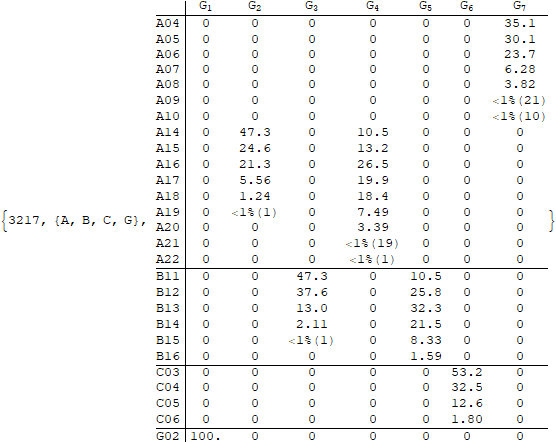 G1 G2 G3 G4 G5 G6 G7
A04 0 0 0 0 0 0 35.1
A05 0 0 0 0 0 0 30.1
A06 0 0 0 0 0 0 23.7
A07 0 0 0 0 0 0 6.28
A08 0 0 0 0 0 0 3.82
A09 0 0 0 0 0 0 <1%(21)
A10 0 0 0 0 0 0 <1%(10)
A14 0 47.3 0 10.5 0 0 0
A15 0 24.6 0 13.2 0 0 0
A16 0 21.3 0 26.5 0 0 0
A17 0 5.56 0 19.9 0 0 0
A18 0 1.24 0 18.4 0 0 0
A19 0 <1%(1) 0 7.49 0 0 0
{3217, {A, B, C, G}, A20 0 0 0 3.39 0 0 0 }
A21 0 0 0 <1%(19) 0 0 0
A22 0 0 0 <1%(1) 0 0 0
B11 0 0 47.3 0 10.5 0 0
B12 0 0 37.6 0 25.8 0 0
B13 0 0 13.0 0 32.3 0 0
B14 0 0 2.11 0 21.5 0 0
B15 0 0 <1%(1) 0 8.33 0 0
B16 0 0 0 0 1.59 0 0
C03 0 0 0 0 0 53.2 0
C04 0 0 0 0 0 32.5 0
C05 0 0 0 0 0 12.6 0
C06 0 0 0 0 0 1.80 0
G02 100. 0 0 0 0 0 0